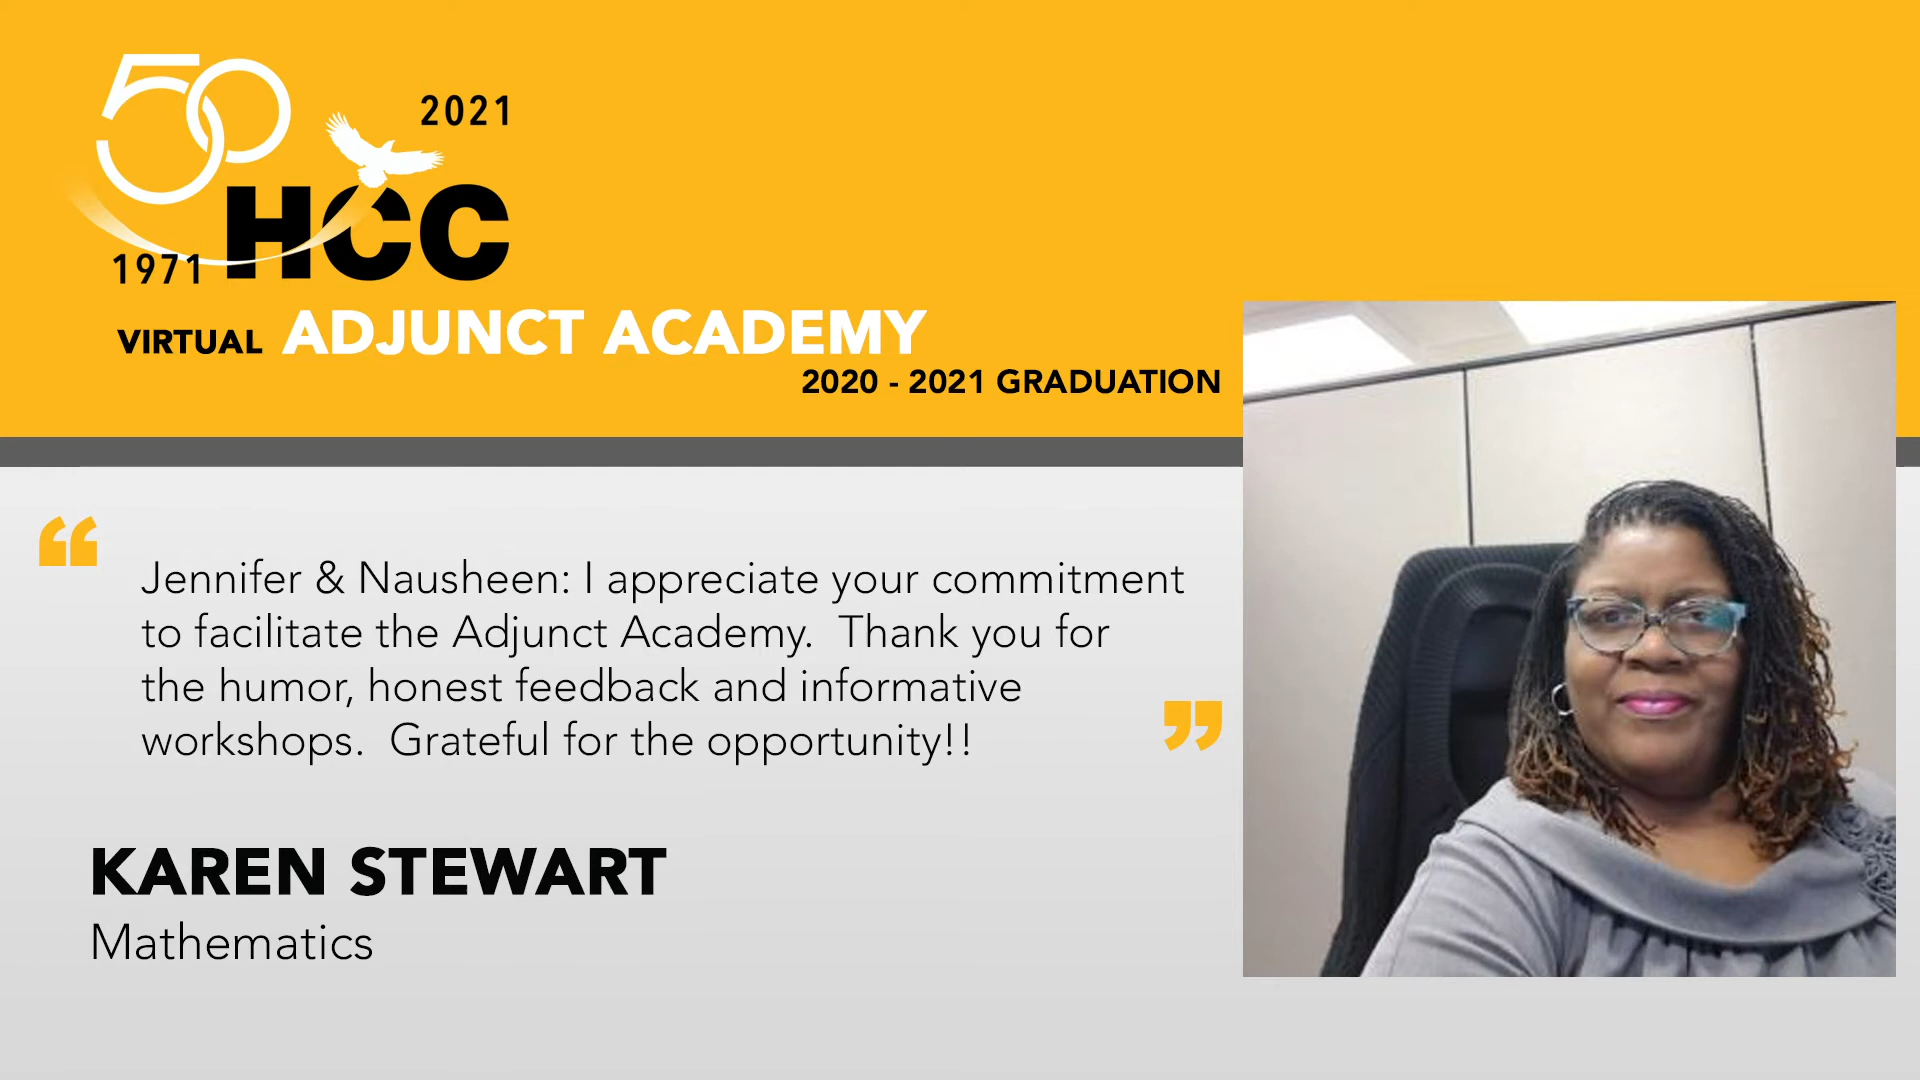 50
2021
HCC
1971
VIRTUAL ADJUNCT ACADEMY
2020 - 2021 GRADUATION
“
Jennifer & Nausheen: I appreciate your commitment
to facilitate the Adjunct Academy.  Thank you for
the humor, honest feedback and informative
workshops.  Grateful for the opportunity!!
”
KAREN STEWART
Mathematics